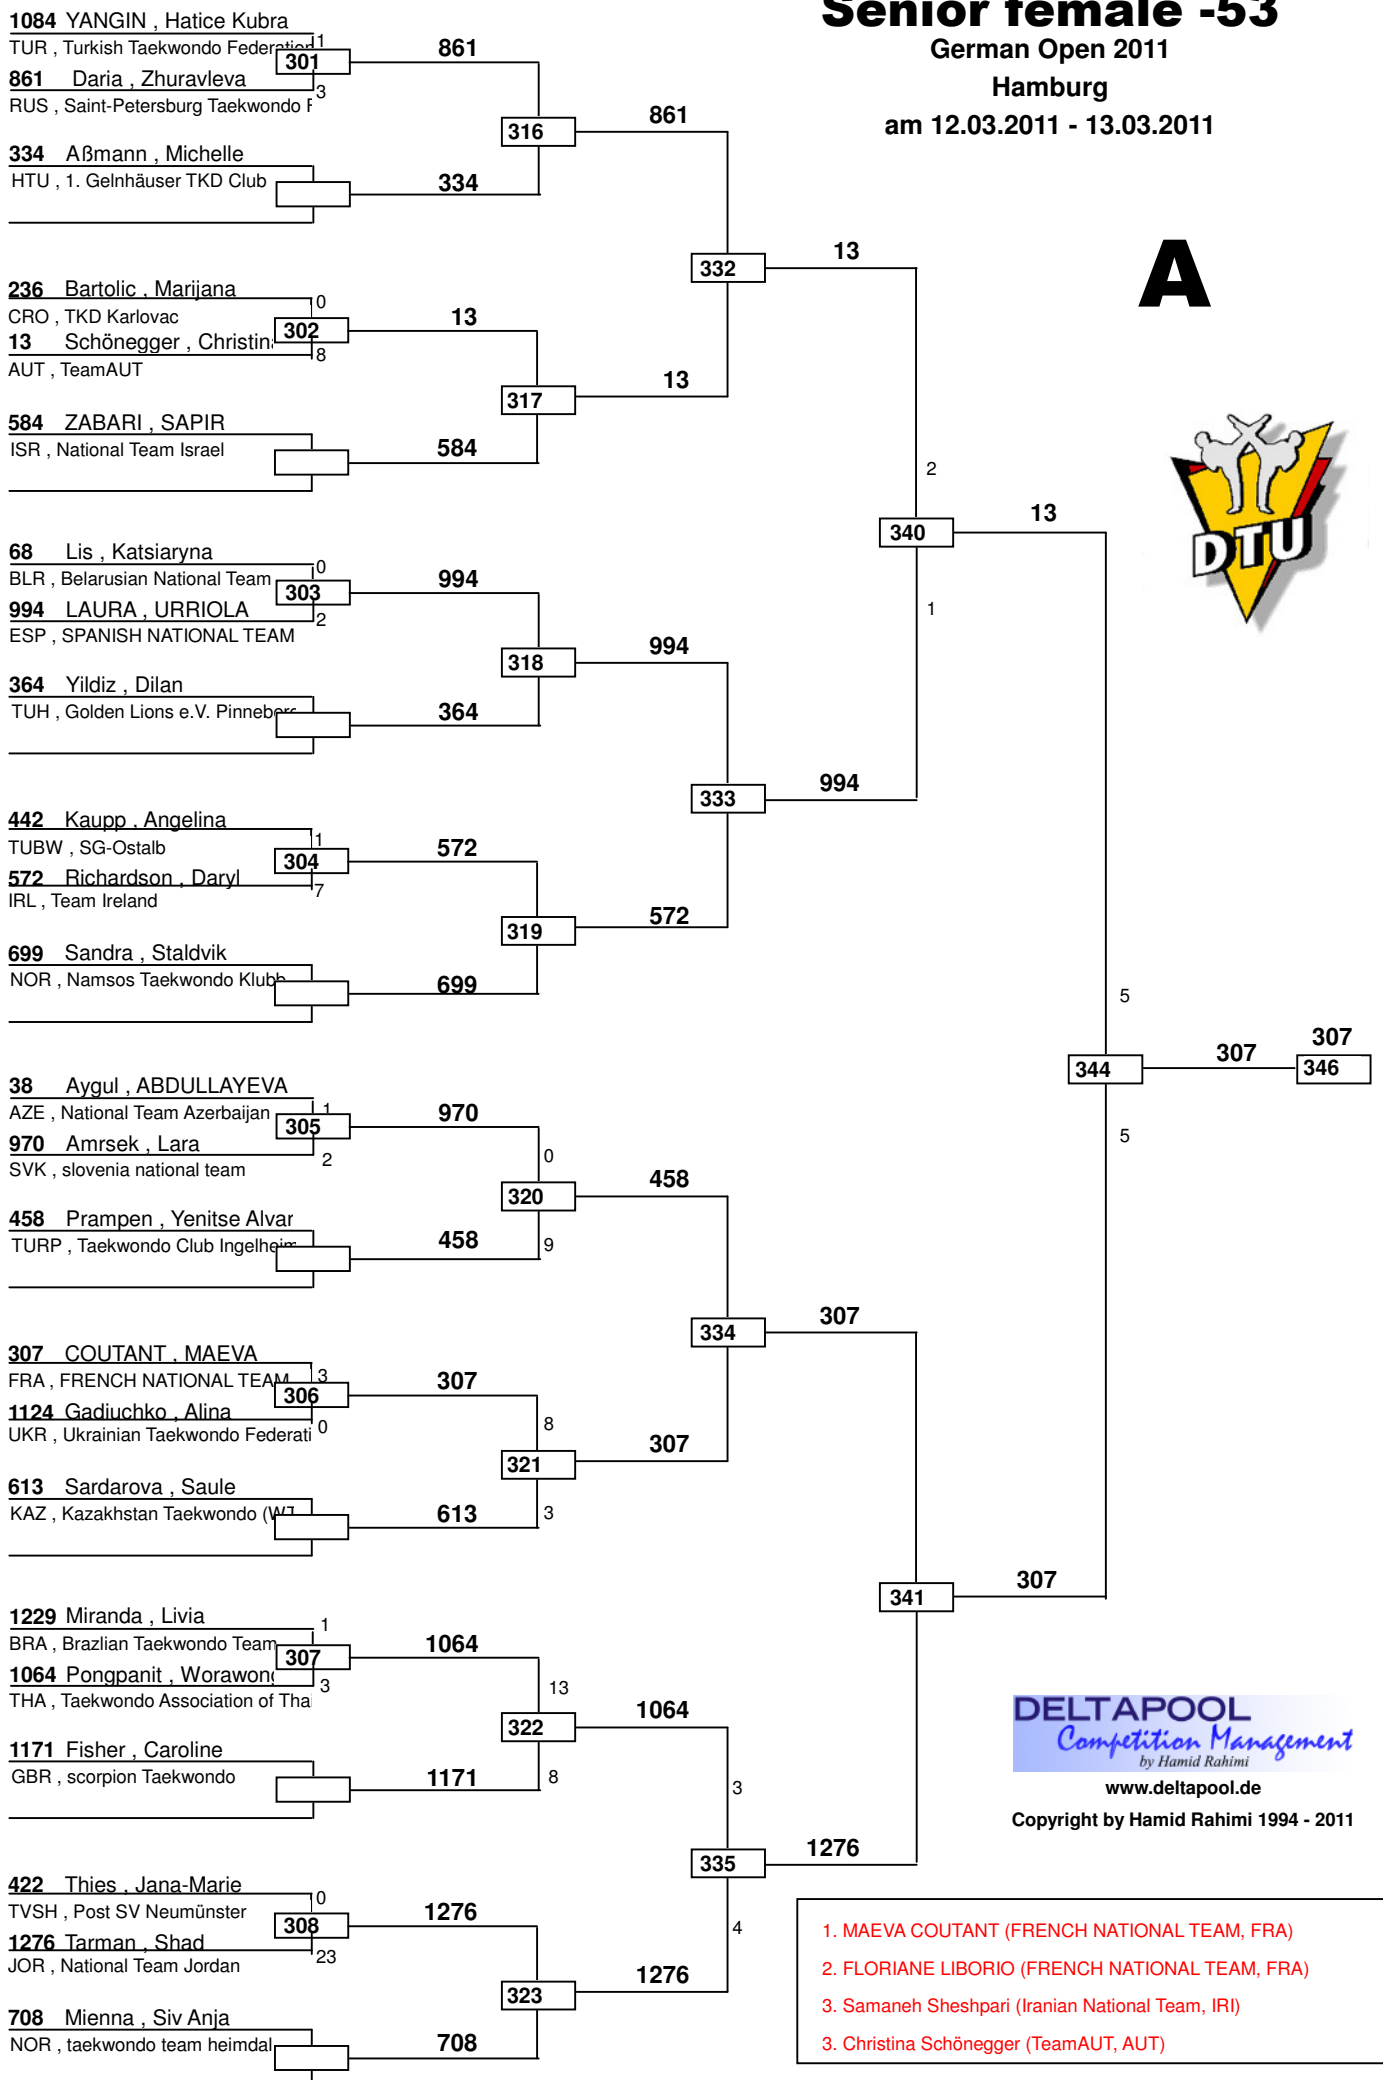 Senior female -53
German Open 2011
Hamburg
am 12.03.2011 - 13.03.2011
A
DTU
1084 YANGIN , Hatice Kubra
TUR , Turkish Taekwondo Federation
1
301
861
861 Daria , Zhuravleva
3
RUS , Saint-Petersburg Taekwondo F
316
861
334 Aßmann , Michelle
HTU , 1. Gelnhäuser TKD Club
334
332
13
236 Bartolic , Marijana
0
CRO , TKD Karlovac
302
13
13 Schönegger , Christina
8
AUT , TeamAUT
317
13
584 ZABARI , SAPIR
ISR , National Team Israel
584
2
340
13
1
68 Lis , Katsiaryna
0
BLR , Belarusian National Team
303
994
994 LAURA , URRIOLA
2
ESP , SPANISH NATIONAL TEAM
318
994
364 Yildiz , Dilan
TUH , Golden Lions e.V. Pinneberg
364
333
994
442 Kaupp , Angelina
1
TUBW , SG-Ostalb
304
572
572 Richardson , Daryl
7
IRL , Team Ireland
319
572
699 Sandra , Staldvik
NOR , Namsos Taekwondo Klubb
699
5
344
307
307
346
5
38 Aygul , ABDULLAYEVA
1
AZE , National Team Azerbaijan
305
970
970 Amrsek , Lara
2
SVK , slovenia national team
0
320
458
9
458 Prampen , Yenitse Alvar
TURP , Taekwondo Club Ingelheim
458
334
307
307 COUTANT , MAEVA
3
FRA , FRENCH NATIONAL TEAM
306
307
1124 Gadiuchko , Alina
0
UKR , Ukrainian Taekwondo Federati
8
321
307
3
613 Sardarova , Saule
KAZ , Kazakhstan Taekwondo (WT
613
341
307
1229 Miranda , Livia
1
BRA , Brazlian Taekwondo Team
307
1064
1064 Pongpanit , Worawong
3
THA , Taekwondo Association of Thai
13
322
1064
8
1171 Fisher , Caroline
GBR , scorpion Taekwondo
1171
3
335
1276
4
422 Thies , Jana-Marie
0
TVSH , Post SV Neumünster
308
1276
1276 Tarman , Shad
23
JOR , National Team Jordan
323
1276
708 Mienna , Siv Anja
NOR , taekwondo team heimdal
708
DELTAPOOL
Competition Management
by Hamid Rahimi
www.deltapool.de
Copyright by Hamid Rahimi 1994 - 2011
1. MAEVA COUTANT (FRENCH NATIONAL TEAM, FRA)
2. FLORIANE LIBORIO (FRENCH NATIONAL TEAM, FRA)
3. Samaneh Sheshpari (Iranian National Team, IRI)
3. Christina Schönegger (TeamAUT, AUT)